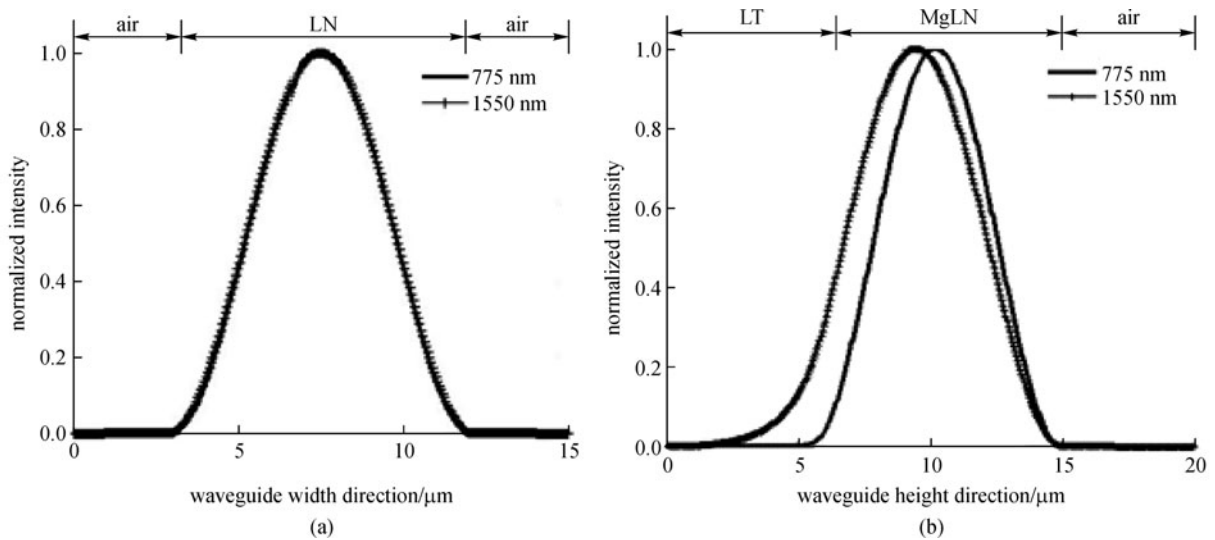 air LN air
1.0
775 nm
1550 nm
0.8
0.6
0.4
0.2
0.0
normalized intensity
0 5 10 15
waveguide width direction/μm
(a)
LT MgLN air
1.0
775 nm
1550 nm
0.8
0.6
0.4
0.2
0.0
normalized intensity
0 5 10 15 20
waveguide height direction/μm
(b)